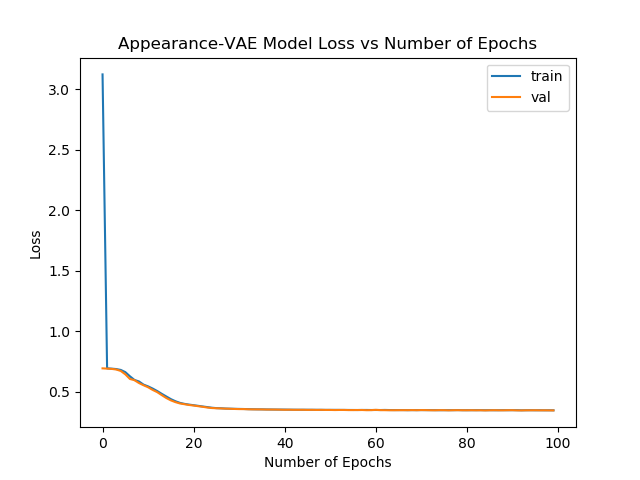 Appearance-VAE Model Loss vs Number of Epochs
train
val
3.0
2.5
2.0
1.5
1.0
0.5
Loss
0 20 40 60 80 100
Number of Epochs